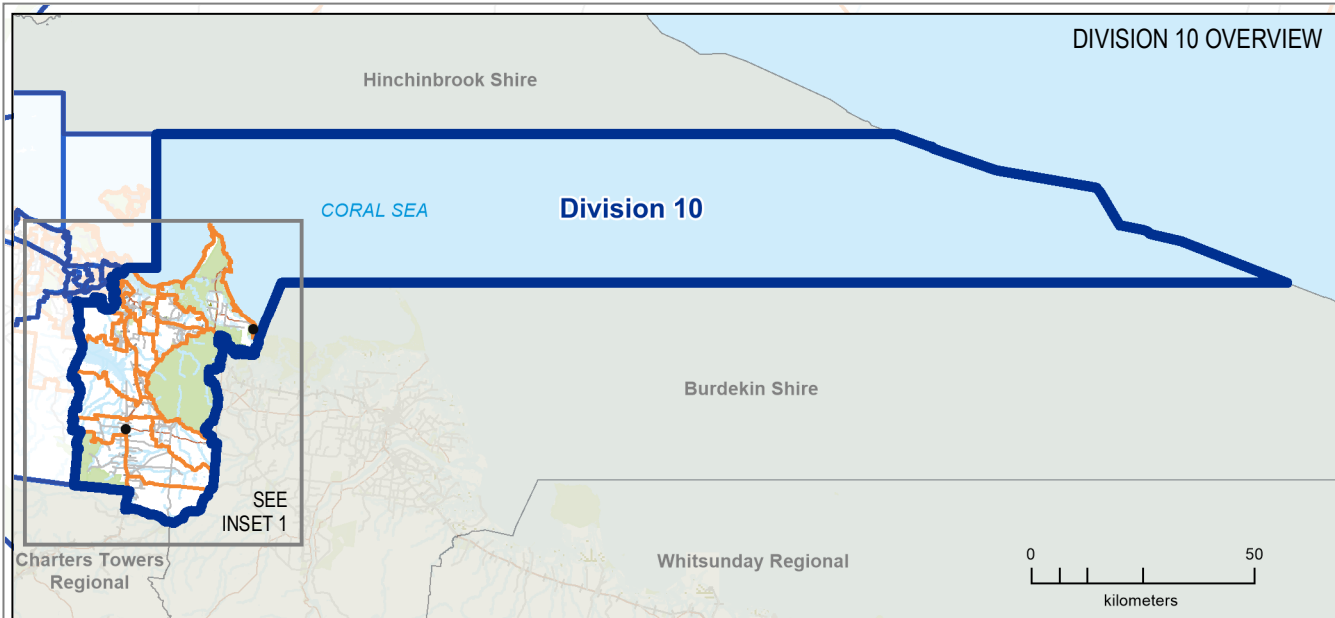 DIVISION 10 OVERVIEW
Hinchinbrook Shire
CORAL SEA
Division 10
Burdekin Shire
SEE
INSET 1
Charters Towers
Regional
Whitsunday Regional
0 50
kilometers